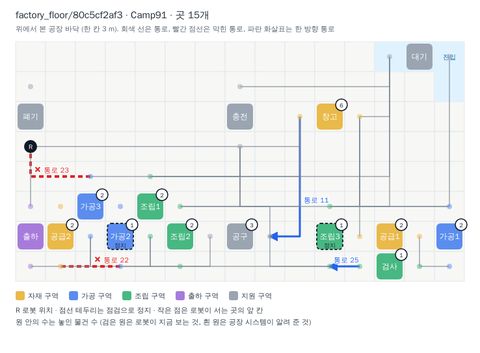 factory_floor/80c5cf2af3 · Camp91 · 곳 15개
위에서 본 공장 바닥 (한 칸 3 m). 회색 선은 통로, 빨간 점선은 막힌 통로, 파란 화살표는 한 방향 통로
대기
진입
폐기
충전
창고
6
R
통로 23
가공3
2
조립1
2
통로 11
출하
공급2
2
가공2
1
정지
조립2
2
공구
3
조립3
1
정지
공급1
2
가공1
2
통로 22
통로 25
검사
1
자재 구역
가공 구역
조립 구역
출하 구역
지원 구역
R 로봇 위치 · 점선 테두리는 점검으로 정지 · 작은 점은 로봇이 서는 곳의 앞 칸
원 안의 수는 놓인 물건 수 (검은 원은 로봇이 지금 보는 것, 흰 원은 공장 시스템이 알려 준 것)